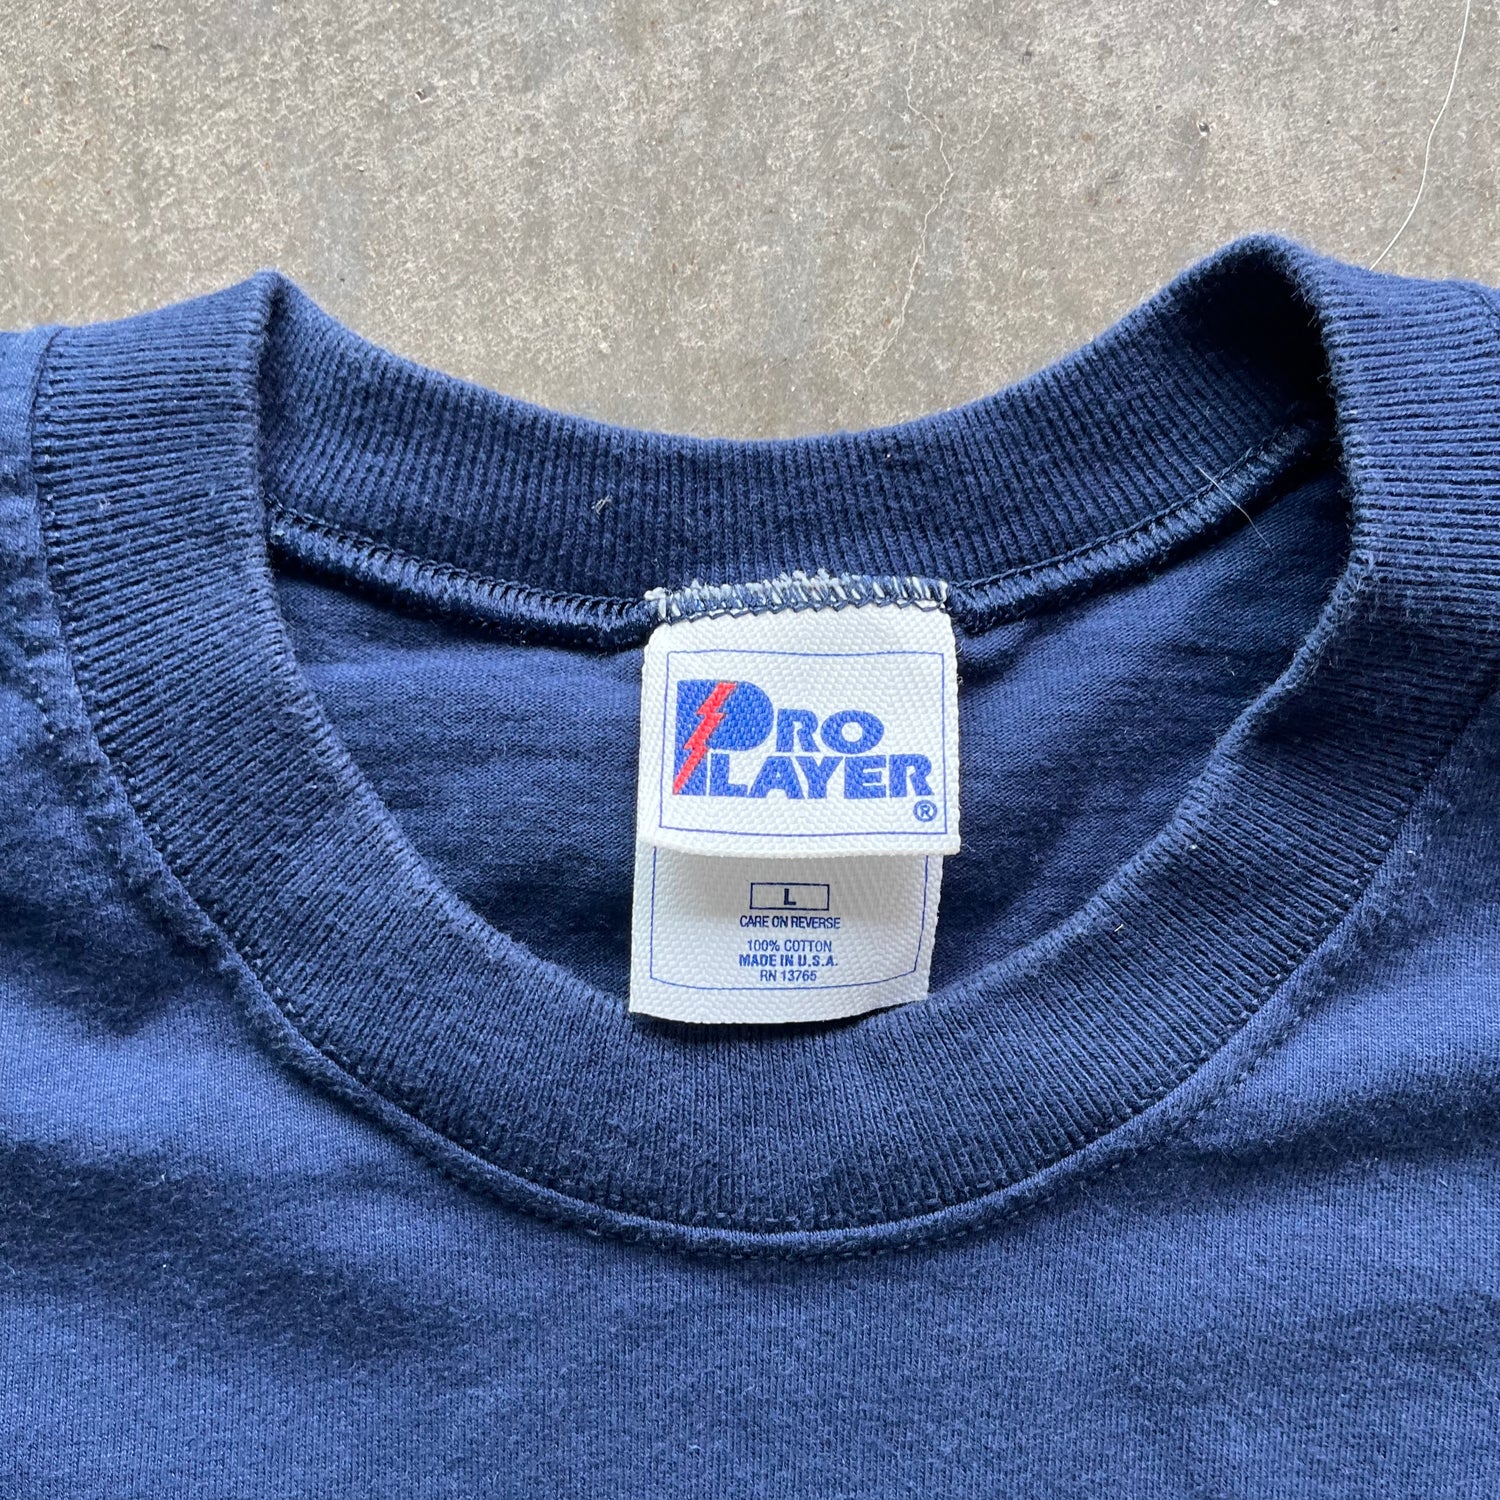 PRO
PLAYER
®
L
CARE ON REVERSE
100% COTTON
MADE IN U.S.A.
RN 13765